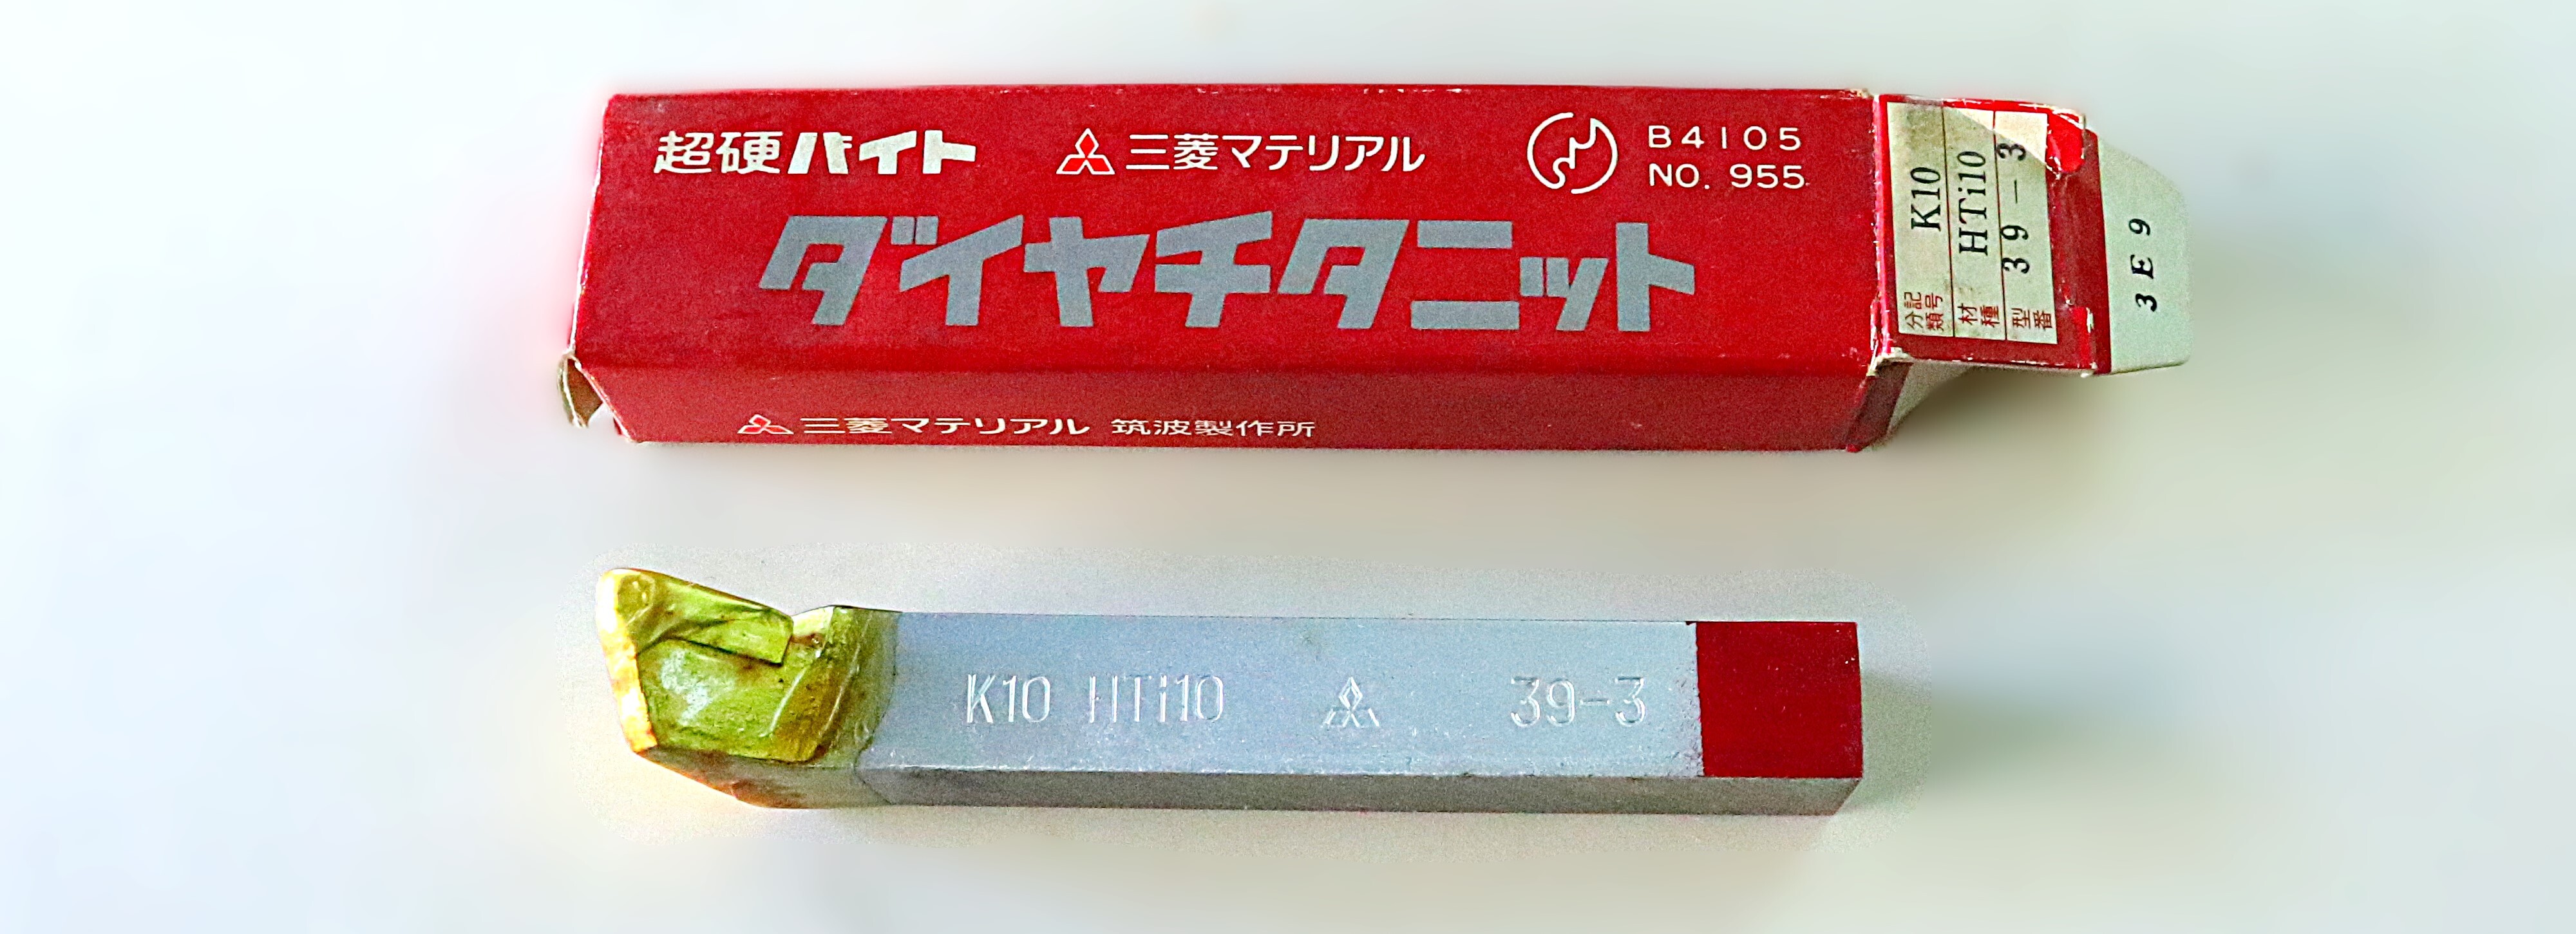 超硬バイト
三菱マテリアル
B4105
NO. 955
ダイヤチタニット
三菱マテリアル 筑波製作所
分類記号 K10
材種 HTi10
型番 39-3
3E9
K10 HTi10 39-3